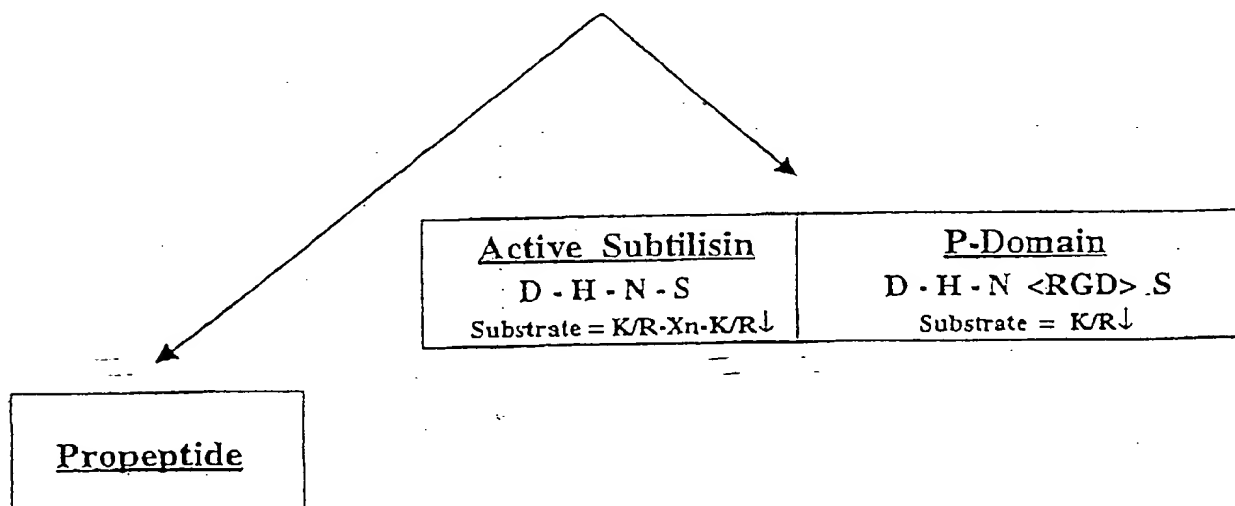 Active Subtilisin
D - H - N - S
Substrate = K/R-Xn-K/R↓
P-Domain
D - H - N <RGD> .S
Substrate = K/R↓
Propeptide